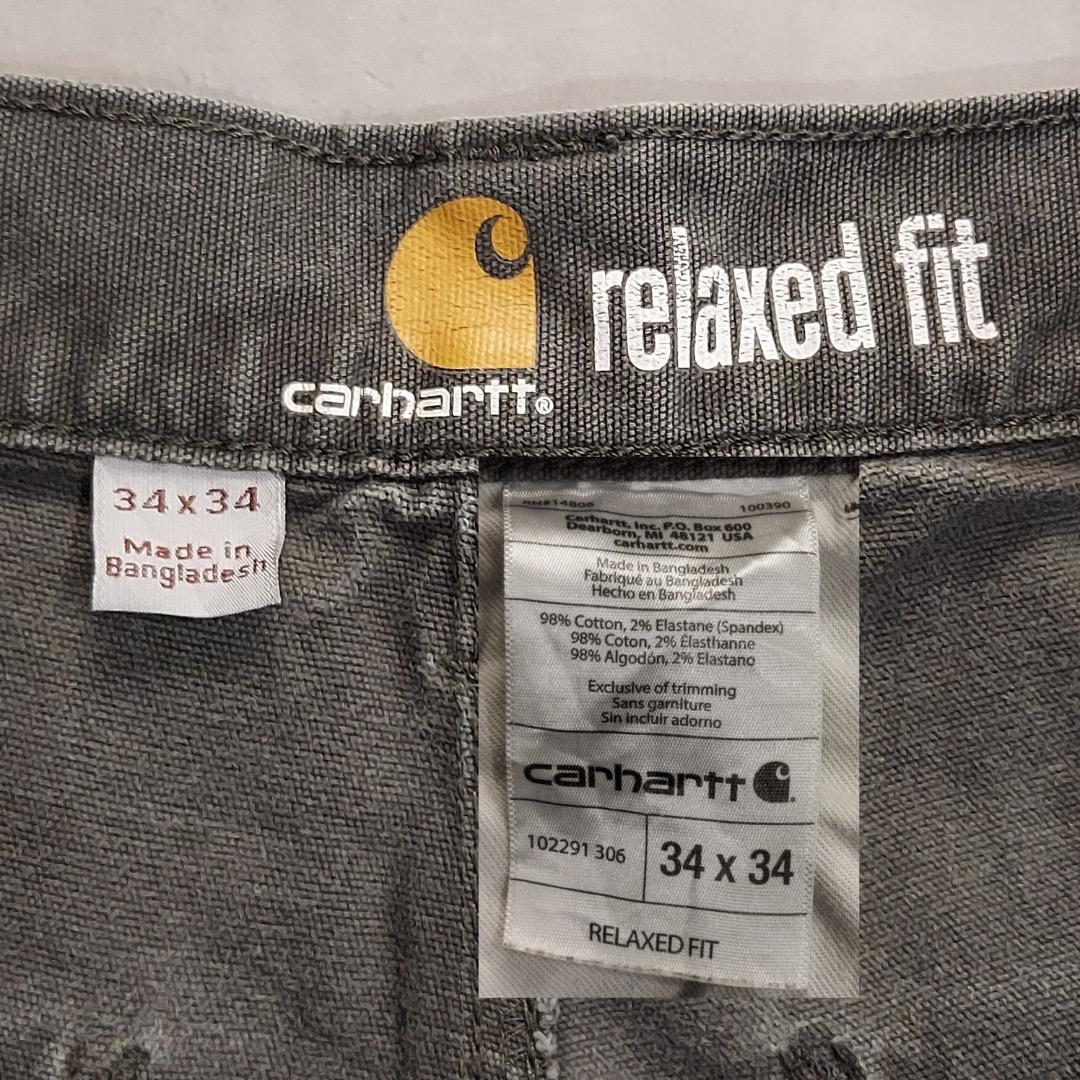 carhartt®
relaxed fit
34 x 34
Made in
Bangladesh
RN#14806 100390
Carhartt, Inc. P.O. Box 600
Dearborn, MI 48121 USA
carhartt.com
Made in Bangladesh
Fabriqué au Bangladesh
Hecho en Bangladesh
98% Cotton, 2% Elastane (Spandex)
98% Coton, 2% Élasthanne
98% Algodón, 2% Elastano
Exclusive of trimming
Sans garniture
Sin incluir adorno
carhartt
102291 306
34 x 34
RELAXED FIT